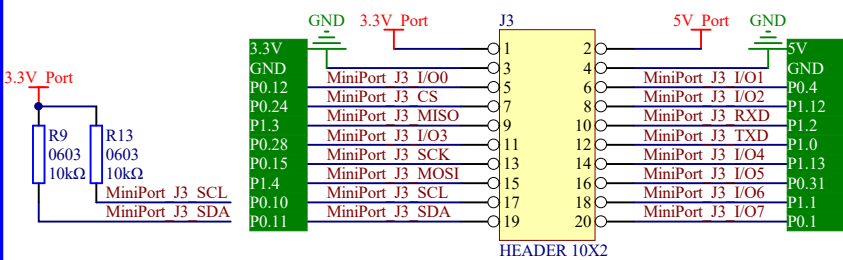 GND 3.3V_Port J3 5V_Port GND
3.3V 1 2 5V
GND 3 4 GND
3.3V_Port
P0.12 MiniPort_J3_I/O0 5 6 MiniPort_J3_I/O1 P0.4
P0.24 MiniPort_J3_CS 7 8 MiniPort_J3_I/O2 P1.12
P1.3 MiniPort_J3_MISO 9 10 MiniPort_J3_RXD P1.2
R9 R13
P0.28 MiniPort_J3_I/O3 11 12 MiniPort_J3_TXD P1.0
0603 0603
P0.15 MiniPort_J3_SCK 13 14 MiniPort_J3_I/O4 P1.13
10kΩ 10kΩ
P1.4 MiniPort_J3_MOSI 15 16 MiniPort_J3_I/O5 P0.31
MiniPort_J3_SCL P0.10 MiniPort_J3_SCL 17 18 MiniPort_J3_I/O6 P1.1
MiniPort_J3_SDA P0.11 MiniPort_J3_SDA 19 20 MiniPort_J3_I/O7 P0.1
HEADER 10X2